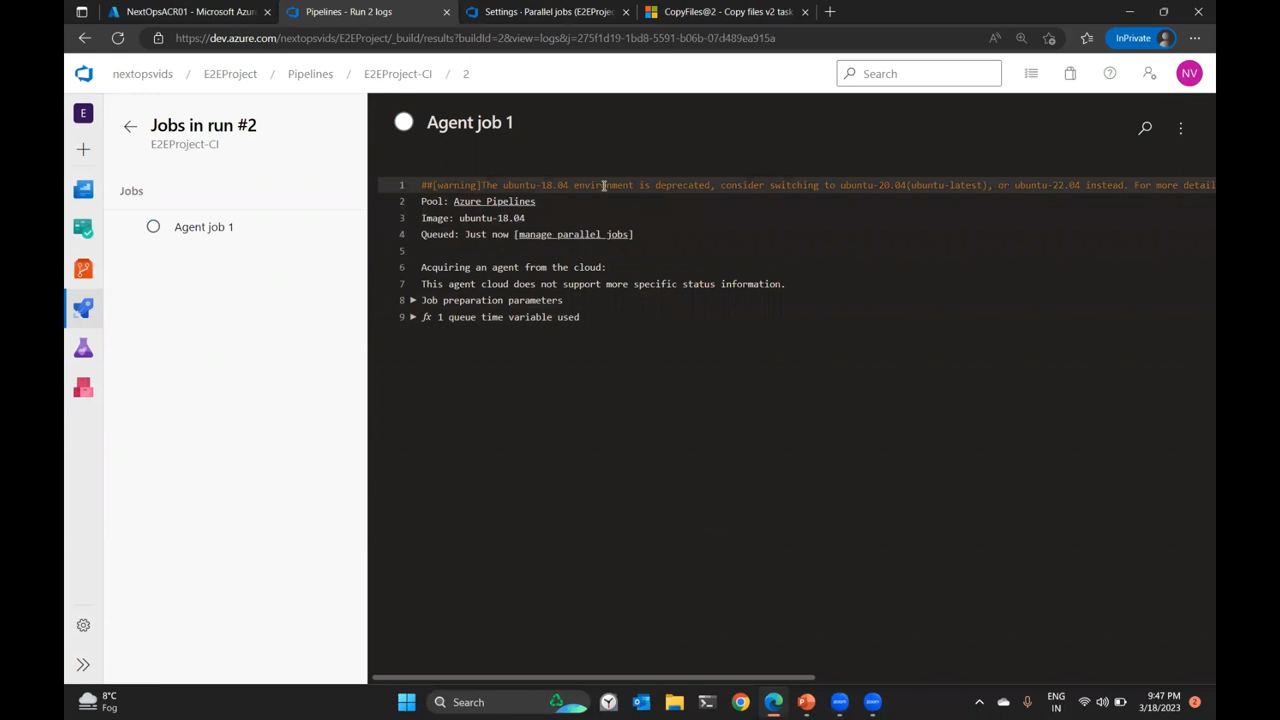 NextOpsACR01 - Microsoft Azu
Pipelines - Run 2 logs
Settings - Parallel jobs (E2EProjec
CopyFiles@2 - Copy files v2 task
https://dev.azure.com/nextopsvids/E2EProject/_build/results?buildId=2&view=logs&j=275f1d19-1bd8-5591-b06b-07d489ea915a
InPrivate
nextopsvids / E2EProject / Pipelines / E2EProject-CI / 2
Search
NV
E
Jobs in run #2
E2EProject-CI
Jobs
Agent job 1
Agent job 1
1 ##[warning]The ubuntu-18.04 environment is deprecated, consider switching to ubuntu-20.04(ubuntu-latest), or ubuntu-22.04 instead. For more detail
2 Pool: Azure Pipelines
3 Image: ubuntu-18.04
4 Queued: Just now [manage parallel jobs]
5
6 Acquiring an agent from the cloud:
7 This agent cloud does not support more specific status information.
8 Job preparation parameters
9 fx 1 queue time variable used
8°C
Fog
Search
zoom
zoom
ENG
IN
9:47 PM
3/18/2023